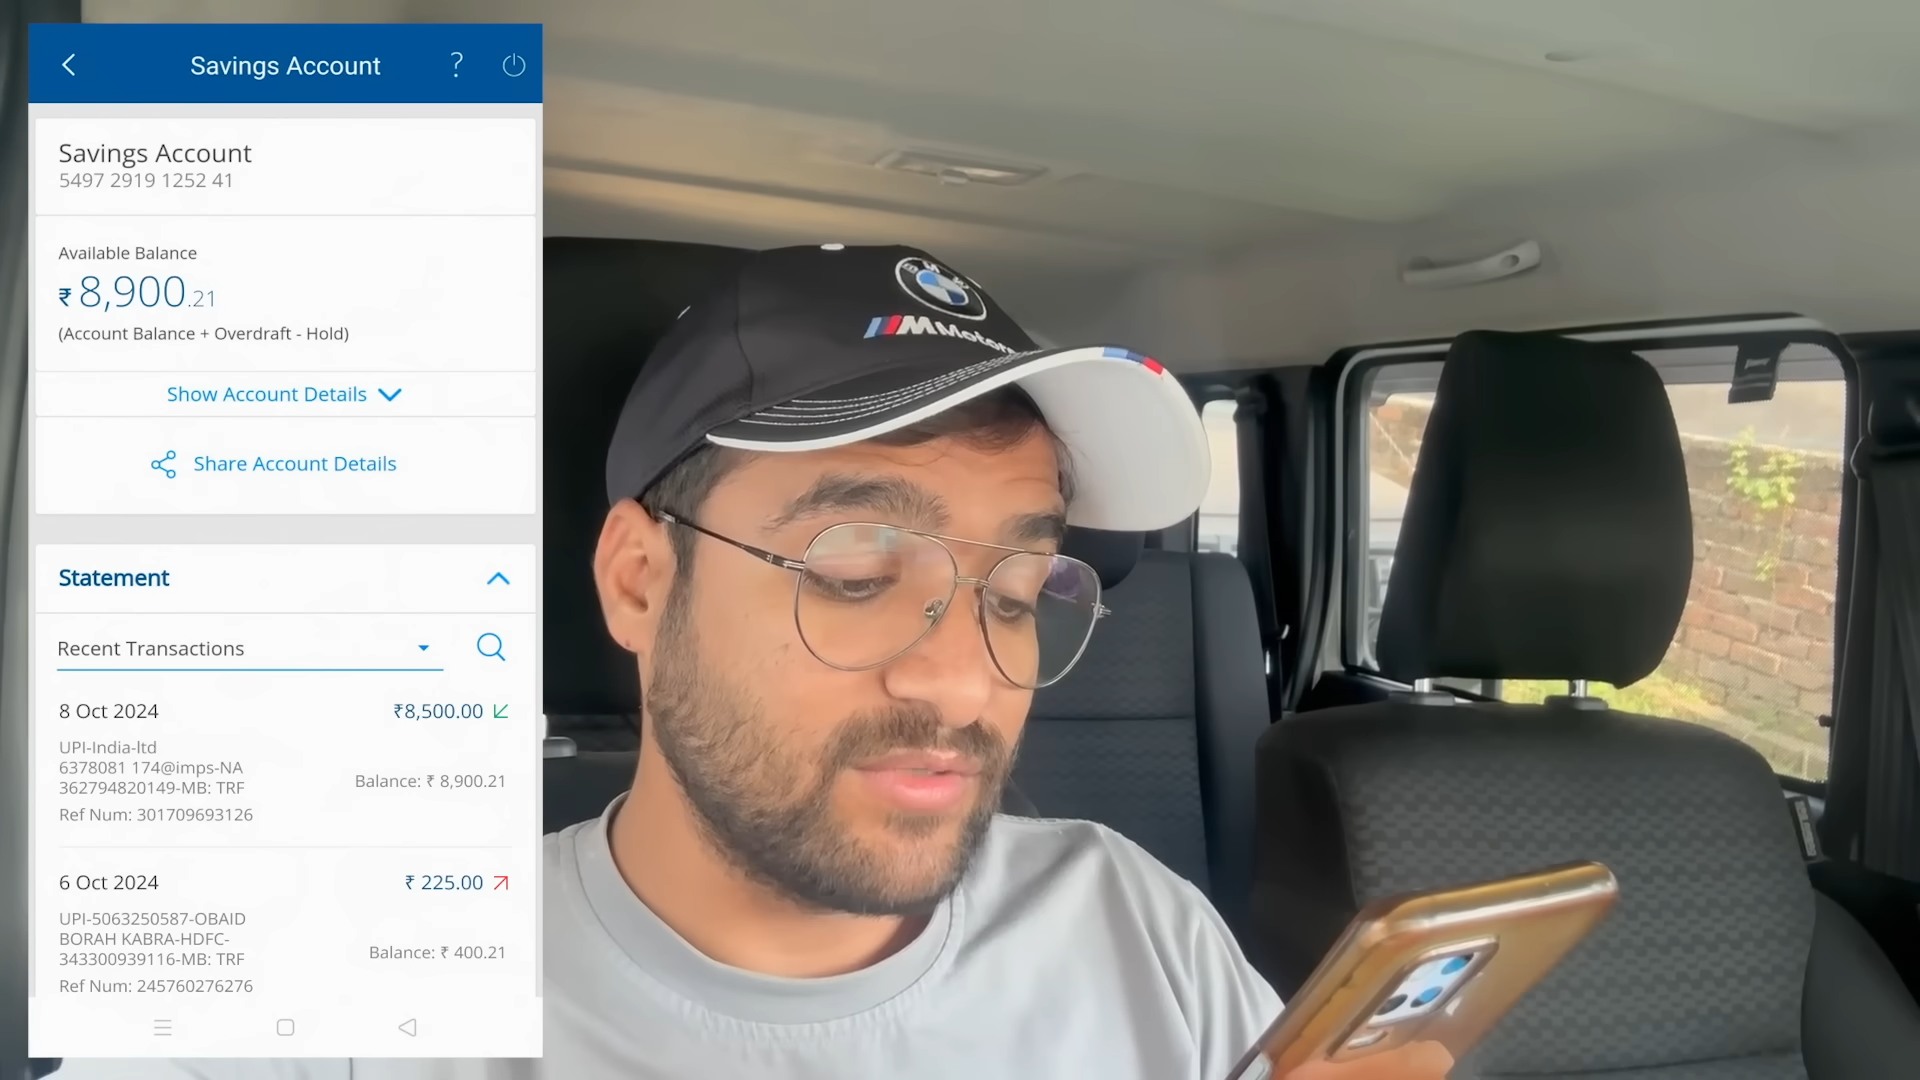 Savings Account
?
Savings Account
5497 2919 1252 41
Available Balance
₹ 8,900.21
(Account Balance + Overdraft - Hold)
Show Account Details
Share Account Details
Statement
Recent Transactions
8 Oct 2024
₹8,500.00
UPI-India-ltd
6378081 174@imps-NA
362794820149-MB: TRF
Balance: ₹ 8,900.21
Ref Num: 301709693126
6 Oct 2024
₹ 225.00
UPI-5063250587-OBAID
BORAH KABRA-HDFC-
343300939116-MB: TRF
Balance: ₹ 400.21
Ref Num: 245760276276
BMW
M Motors